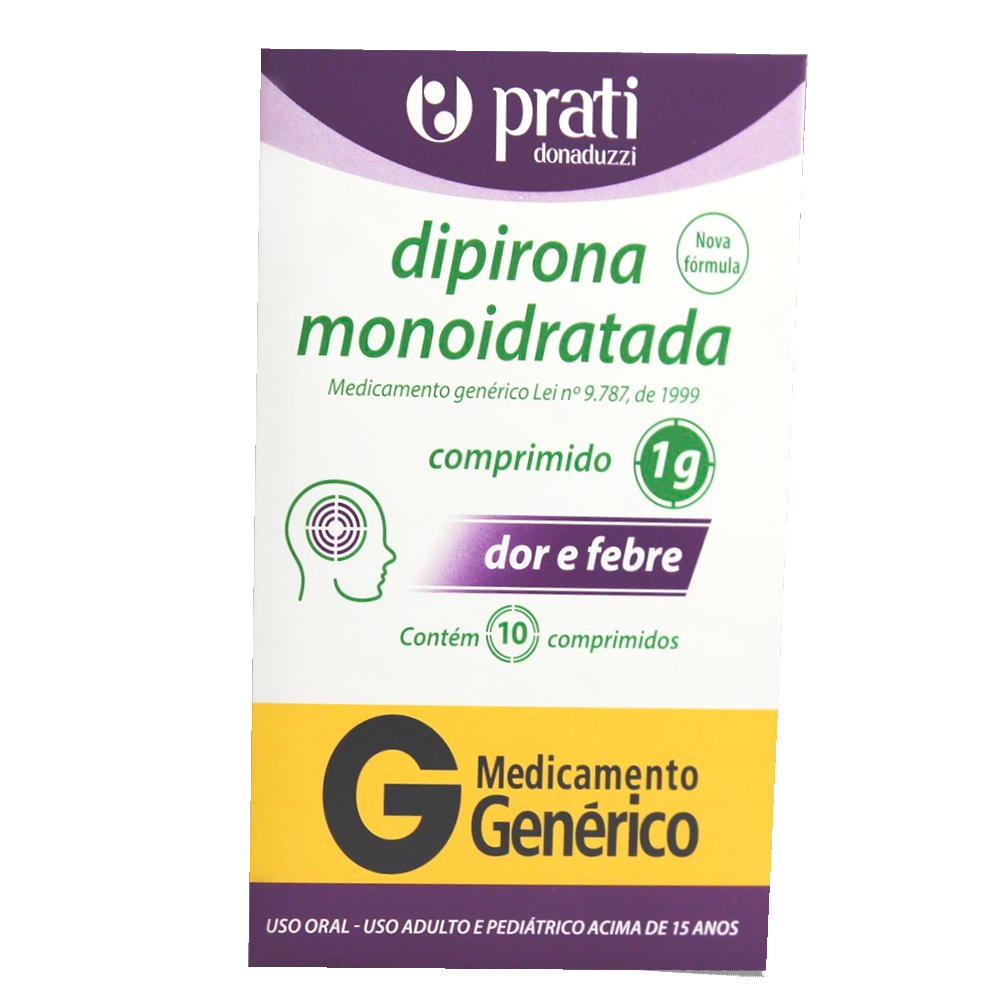 prati
donaduzzi
dipirona
Nova
fórmula
monoidratada
Medicamento genérico Lei nº 9.787, de 1999
comprimido 1g
dor e febre
Contém 10 comprimidos
G Medicamento
Genérico
USO ORAL - USO ADULTO E PEDIÁTRICO ACIMA DE 15 ANOS